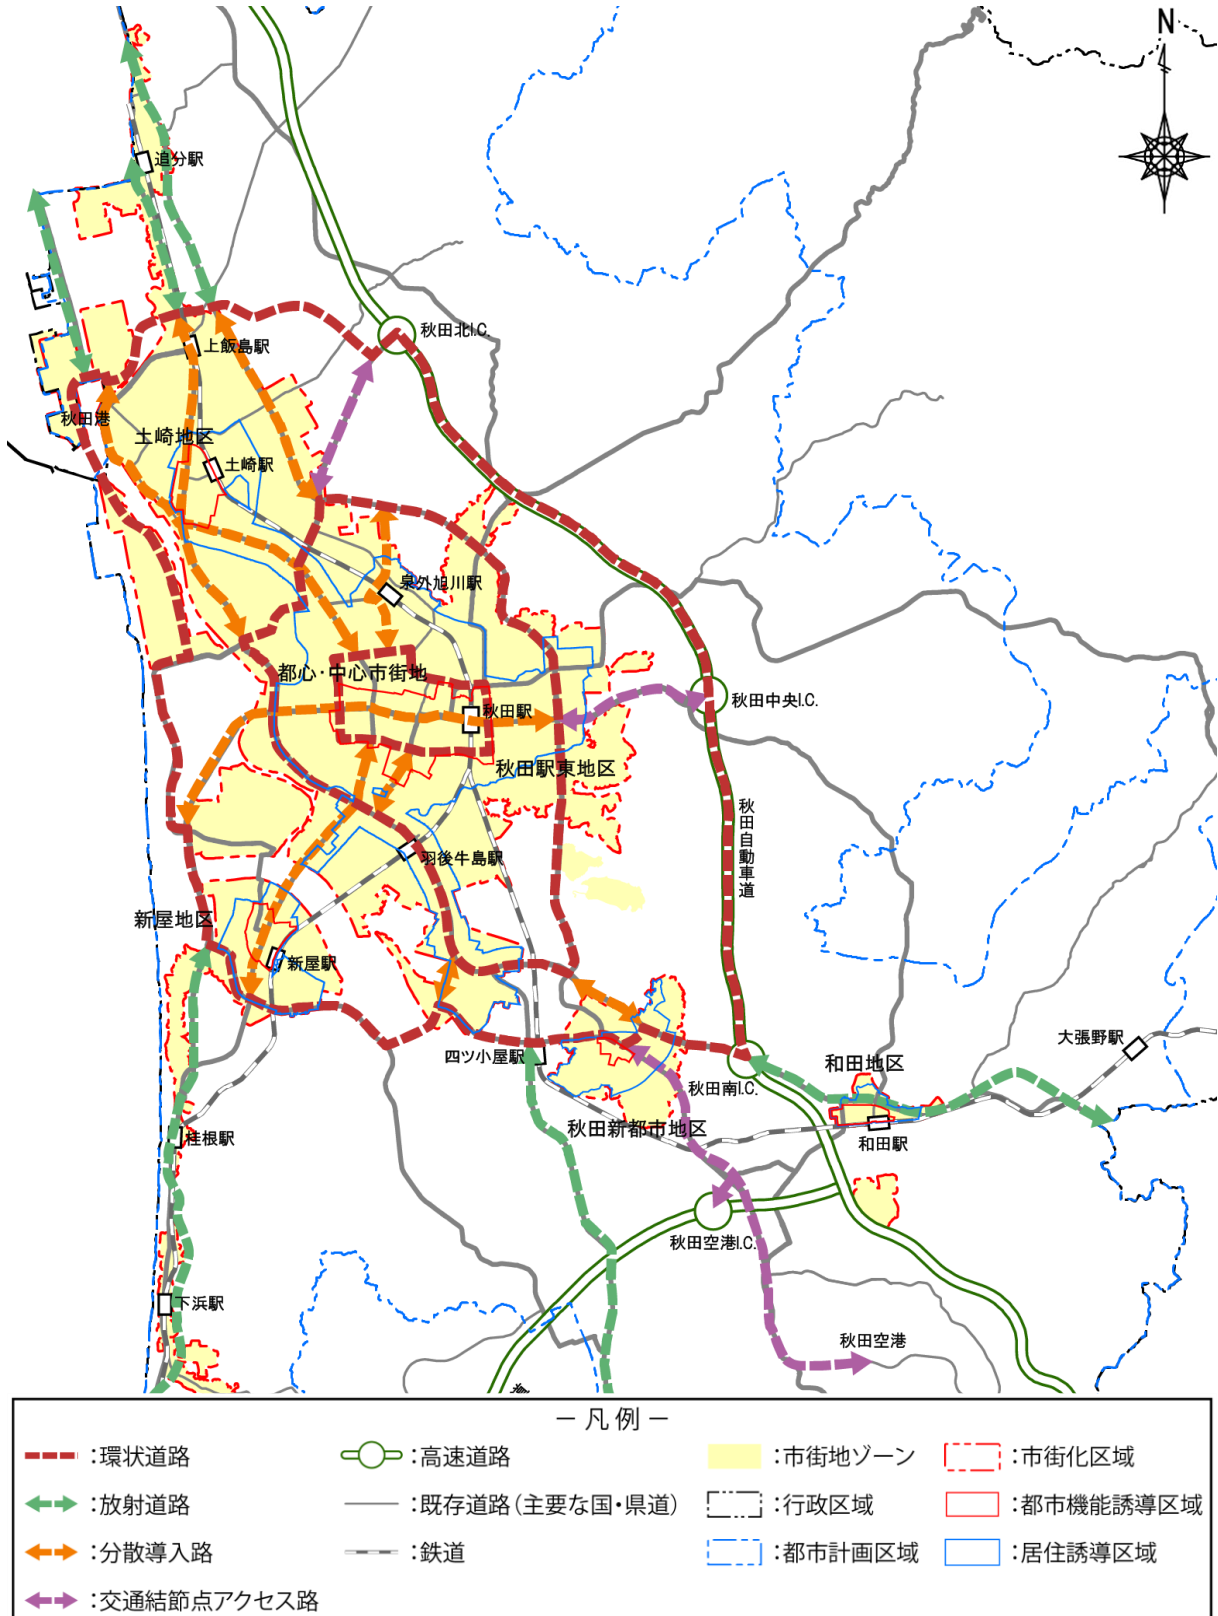 N
追分駅
秋田北I.C.
上飯島駅
秋田港
土崎地区
土崎駅
泉外旭川駅
都心・中心市街地
秋田駅
秋田中央I.C.
秋田駅東地区
秋田自動車道
羽後牛島駅
新屋地区
新屋駅
四ツ小屋駅
大張野駅
和田地区
秋田南I.C.
秋田新都市地区
和田駅
桂根駅
秋田空港I.C.
下浜駅
秋田空港
－凡例－
:環状道路
:高速道路
:市街地ゾーン
:市街化区域
:放射道路
:既存道路(主要な国・県道)
:行政区域
:都市機能誘導区域
:分散導入路
:鉄道
:都市計画区域
:居住誘導区域
:交通結節点アクセス路